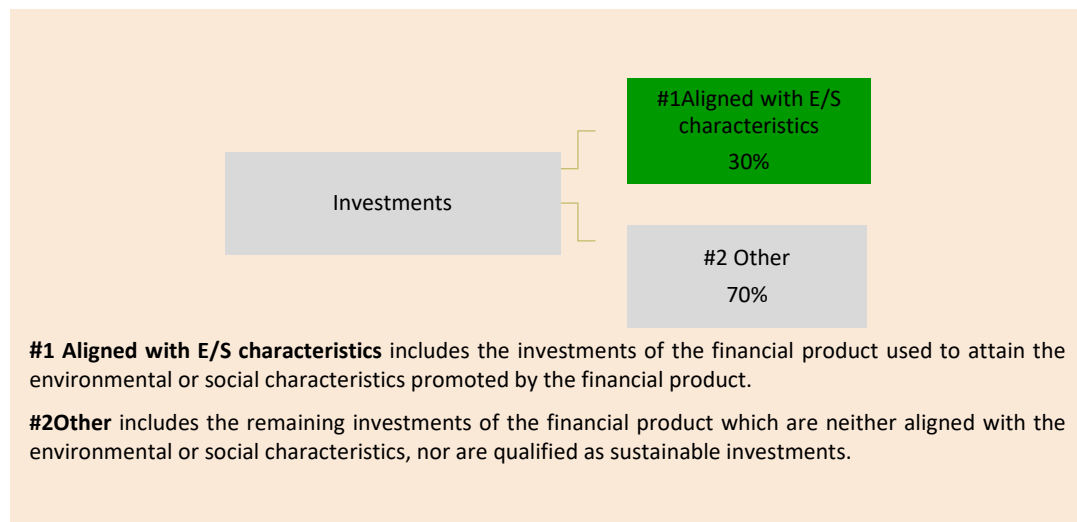 #1Aligned with E/S
characteristics
30%
Investments
#2 Other
70%
#1 Aligned with E/S characteristics includes the investments of the financial product used to attain the
environmental or social characteristics promoted by the financial product.
#2Other includes the remaining investments of the financial product which are neither aligned with the
environmental or social characteristics, nor are qualified as sustainable investments.